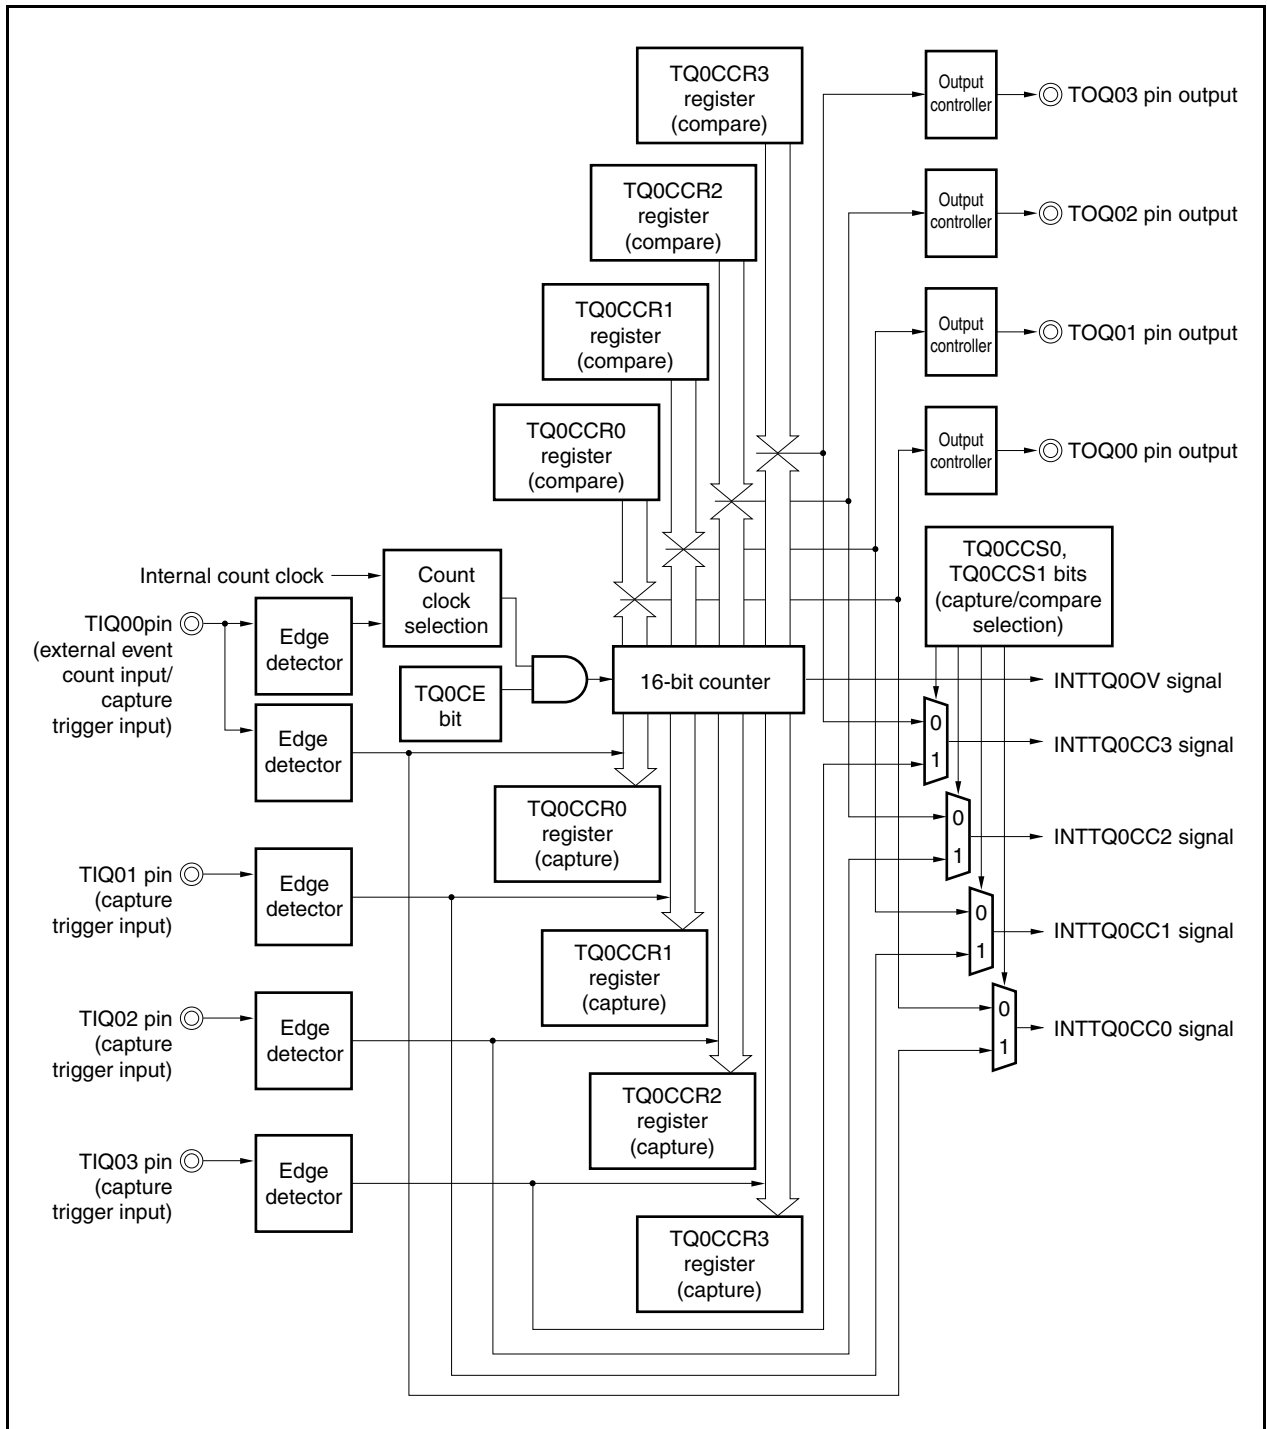 TQ0CCR3
register
(compare)
Output
controller
TOQ03 pin output
TQ0CCR2
register
(compare)
Output
controller
TOQ02 pin output
TQ0CCR1
register
(compare)
Output
controller
TOQ01 pin output
TQ0CCR0
register
(compare)
Output
controller
TOQ00 pin output
TQ0CCS0,
TQ0CCS1 bits
(capture/compare
selection)
Internal count clock
Count
clock
selection
TIQ00pin
(external event
count input/
capture
trigger input)
Edge
detector
TQ0CE
bit
16-bit counter
INTTQ0OV signal
Edge
detector
0
1
INTTQ0CC3 signal
TQ0CCR0
register
(capture)
0
1
INTTQ0CC2 signal
TIQ01 pin
(capture
trigger input)
Edge
detector
0
1
INTTQ0CC1 signal
TQ0CCR1
register
(capture)
0
1
INTTQ0CC0 signal
TIQ02 pin
(capture
trigger input)
Edge
detector
TQ0CCR2
register
(capture)
TIQ03 pin
(capture
trigger input)
Edge
detector
TQ0CCR3
register
(capture)